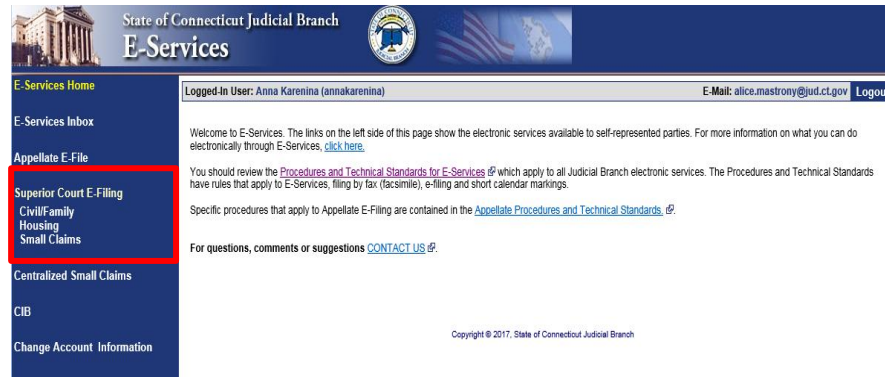 State of Connecticut Judicial Branch
E-Services
E-Services Home
E-Services Inbox
Appellate E-File
Superior Court E-Filing
Civil/Family
Housing
Small Claims
Centralized Small Claims
CIB
Change Account Information
Logged-In User: Anna Karenina (annakarenina)
E-Mail: alice.mastrony@jud.ct.gov
Logou
Welcome to E-Services. The links on the left side of this page show the electronic services available to self-represented parties. For more information on what you can do
electronically through E-Services, click here.
You should review the Procedures and Technical Standards for E-Services which apply to all Judicial Branch electronic services. The Procedures and Technical Standards
have rules that apply to E-Services, filing by fax (facsimile), e-filing and short calendar markings.
Specific procedures that apply to Appellate E-Filing are contained in the Appellate Procedures and Technical Standards.
For questions, comments or suggestions CONTACT US.
Copyright © 2017, State of Connecticut Judicial Branch